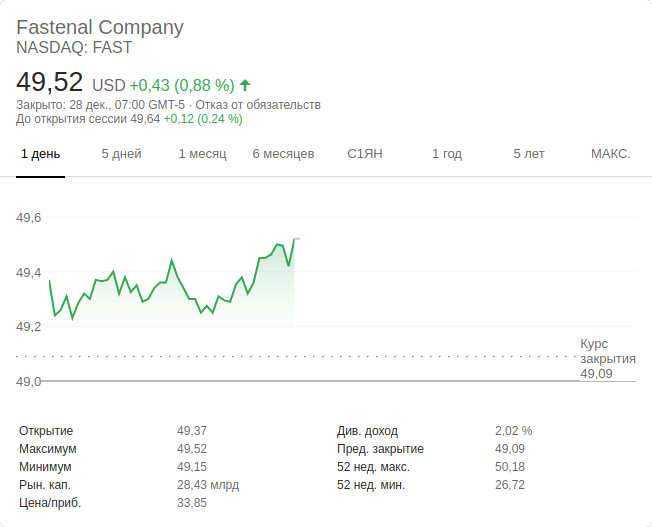 Fastenal Company
NASDAQ: FAST
49,52 USD +0,43 (0,88 %)
Закрыто: 28 дек., 07:00 GMT-5 · Отказ от обязательств
До открытия сессии 49,64 +0,12 (0,24 %)
1 день 5 дней 1 месяц 6 месяцев С1ЯН 1 год 5 лет МАКС.
49,6
49,4
49,2
49,0
Курс
закрытия
49,09
Открытие 49,37 Див. доход 2,02 %
Максимум 49,52 Пред. закрытие 49,09
Минимум 49,15 52 нед. макс. 50,18
Рын. кап. 28,43 млрд 52 нед. мин. 26,72
Цена/приб. 33,85